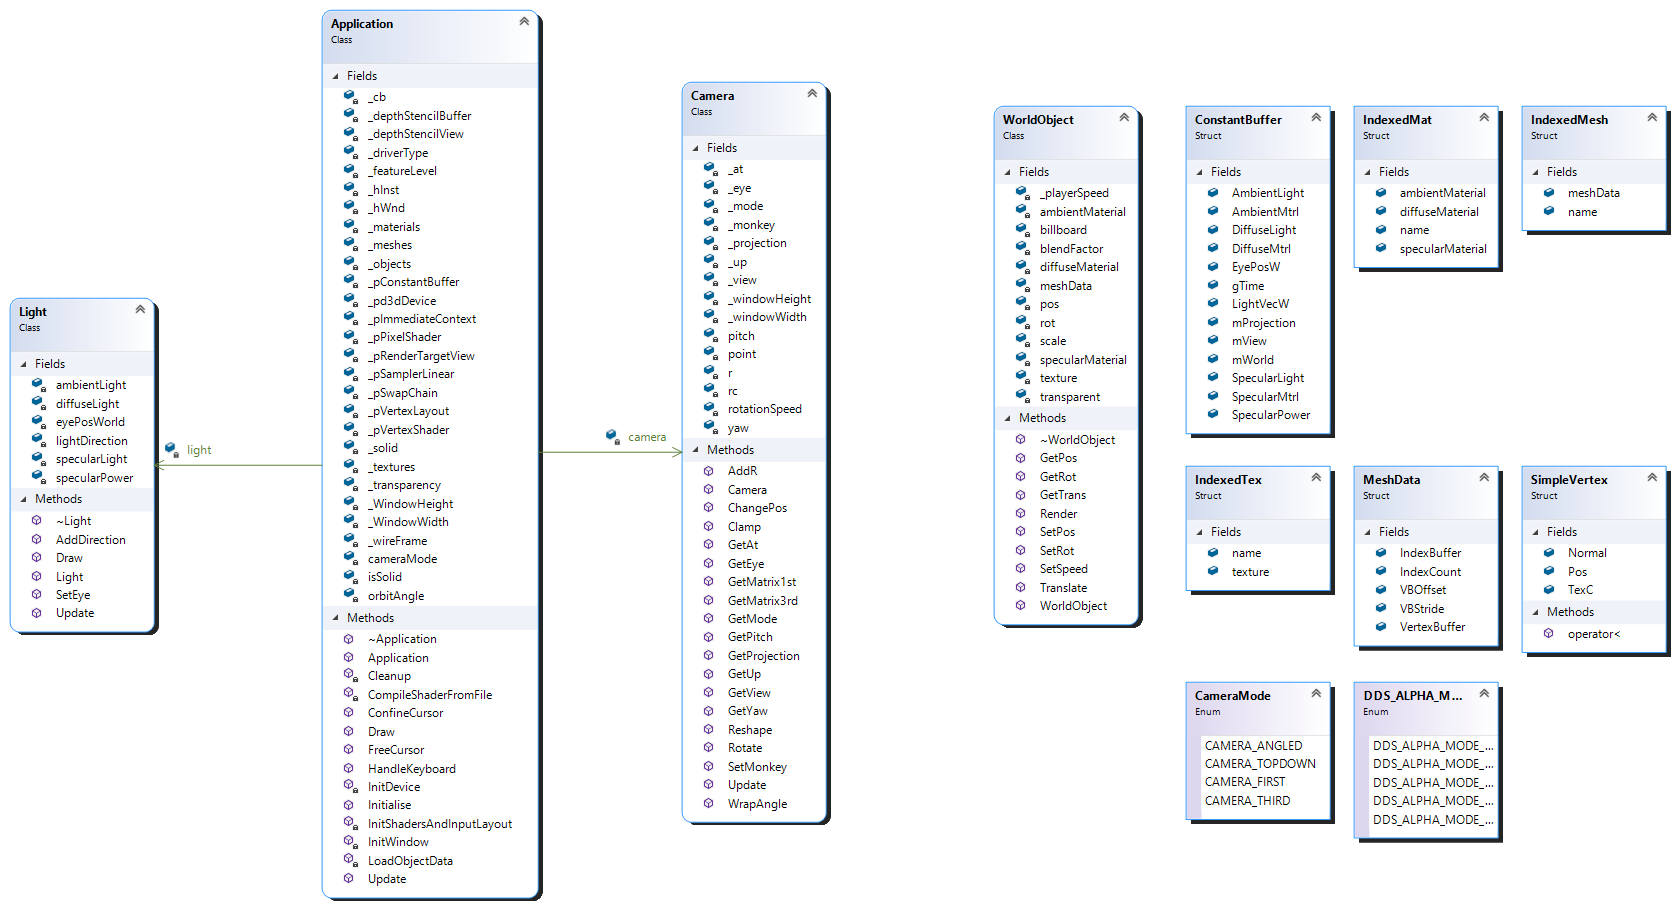 Application
Class
Fields
_cb
_depthStencilBuffer
_depthStencilView
_driverType
_featureLevel
_hInst
_hWnd
_materials
_meshes
_objects
_pConstantBuffer
_pd3dDevice
_pImmediateContext
_pPixelShader
_pRenderTargetView
_pSamplerLinear
_pSwapChain
_pVertexLayout
_pVertexShader
_solid
_textures
_transparency
_WindowHeight
_WindowWidth
_wireFrame
cameraMode
isSolid
orbitAngle
Methods
~Application
Application
Cleanup
CompileShaderFromFile
ConfineCursor
Draw
FreeCursor
HandleKeyboard
InitDevice
Initialise
InitShadersAndInputLayout
InitWindow
LoadObjectData
Update
Light
Class
Fields
ambientLight
diffuseLight
eyePosWorld
lightDirection
specularLight
specularPower
Methods
~Light
AddDirection
Draw
Light
SetEye
Update
light
camera
Camera
Class
Fields
_at
_eye
_mode
_monkey
_projection
_up
_view
_windowHeight
_windowWidth
pitch
point
r
rc
rotationSpeed
yaw
Methods
AddR
Camera
ChangePos
Clamp
GetAt
GetEye
GetMatrix1st
GetMatrix3rd
GetMode
GetPitch
GetProjection
GetUp
GetView
GetYaw
Reshape
Rotate
SetMonkey
Update
WrapAngle
WorldObject
Class
Fields
_playerSpeed
ambientMaterial
billboard
blendFactor
diffuseMaterial
meshData
pos
rot
scale
specularMaterial
texture
transparent
Methods
~WorldObject
GetPos
GetRot
GetTrans
Render
SetPos
SetRot
SetSpeed
Translate
WorldObject
ConstantBuffer
Struct
Fields
AmbientLight
AmbientMtrl
DiffuseLight
DiffuseMtrl
EyePosW
gTime
LightVecW
mProjection
mView
mWorld
SpecularLight
SpecularMtrl
SpecularPower
IndexedMat
Struct
Fields
ambientMaterial
diffuseMaterial
name
specularMaterial
IndexedMesh
Struct
Fields
meshData
name
IndexedTex
Struct
Fields
name
texture
MeshData
Struct
Fields
IndexBuffer
IndexCount
VBOffset
VBStride
VertexBuffer
SimpleVertex
Struct
Fields
Normal
Pos
TexC
Methods
operator<
CameraMode
Enum
CAMERA_ANGLED
CAMERA_TOPDOWN
CAMERA_FIRST
CAMERA_THIRD
DDS_ALPHA_M...
Enum
DDS_ALPHA_MODE_...
DDS_ALPHA_MODE_...
DDS_ALPHA_MODE_...
DDS_ALPHA_MODE_...
DDS_ALPHA_MODE_...